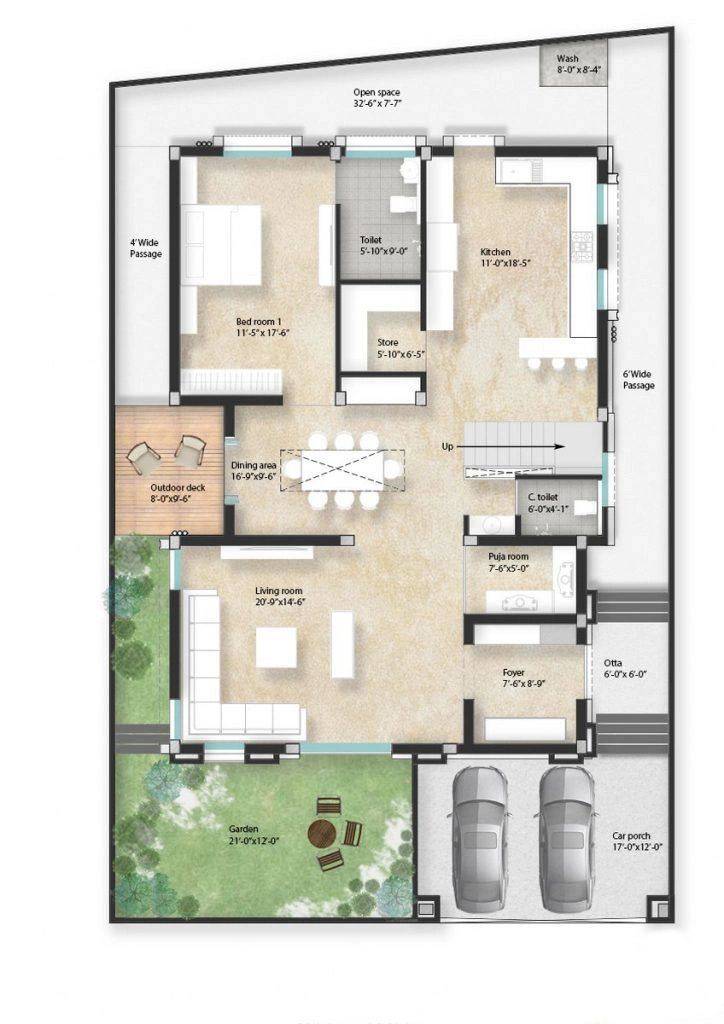 Wash
8'-0" x 8'-4"
Open space
32'-6" x 7'-7"
4' Wide
Passage
Toilet
5'-10" x 9'-0"
Kitchen
11'-0"x18'-5"
Bed room 1
11'-5" x 17'-6"
Store
5'-10" x 6'-5"
6' Wide
Passage
Up
Dining area
16'-9"x9'-6"
Outdoor deck
8'-0"x9'-6"
C. toilet
6'-0"x4'-1"
Puja room
7'-6"x5'-0"
Living room
20'-9"x14'-6"
Foyer
7'-6"x 8'-9"
Otta
6'-0"x 6'-0"
Garden
21'-0"x12'-0"
Car porch
17'-0"x12'-0"